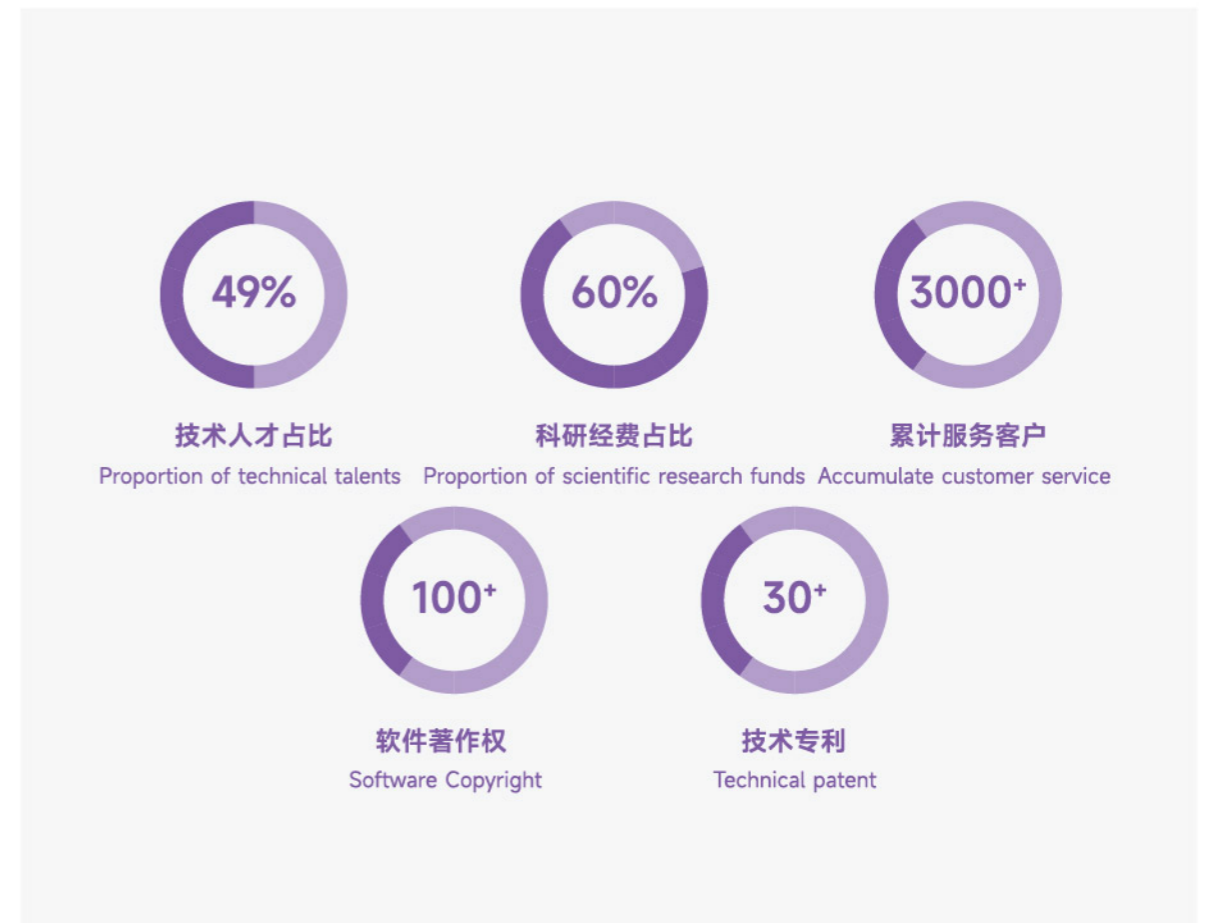 49%
60%
3000+
技术人才占比
科研经费占比
累计服务客户
Proportion of technical talents
Proportion of scientific research funds
Accumulate customer service
100+
30+
软件著作权
技术专利
Software Copyright
Technical patent